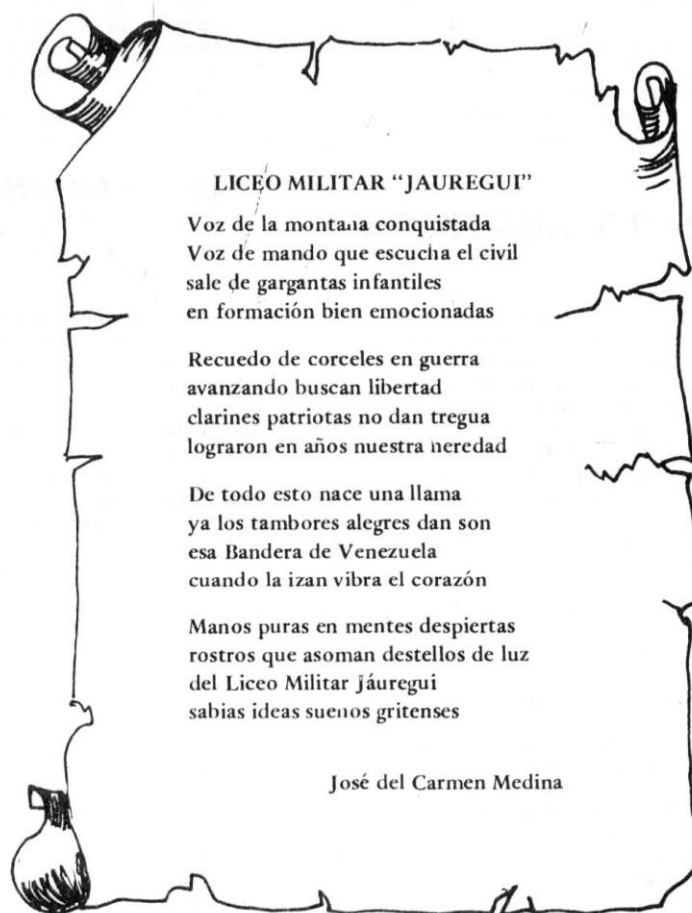 LICEO MILITAR “JAUREGUI”
Voz de la montaña conquistada
Voz de mando que escucha el civil
sale de gargantas infantiles
en formación bien emocionadas
Recuedo de corceles en guerra
avanzando buscan libertad
clarines patriotas no dan tregua
lograron en años nuestra heredad
De todo esto nace una llama
ya los tambores alegres dan son
esa Bandera de Venezuela
cuando la izan vibra el corazón
Manos puras en mentes despiertas
rostros que asoman destellos de luz
del Liceo Militar Jáuregui
sabias ideas suenos gritenses
José del Carmen Medina